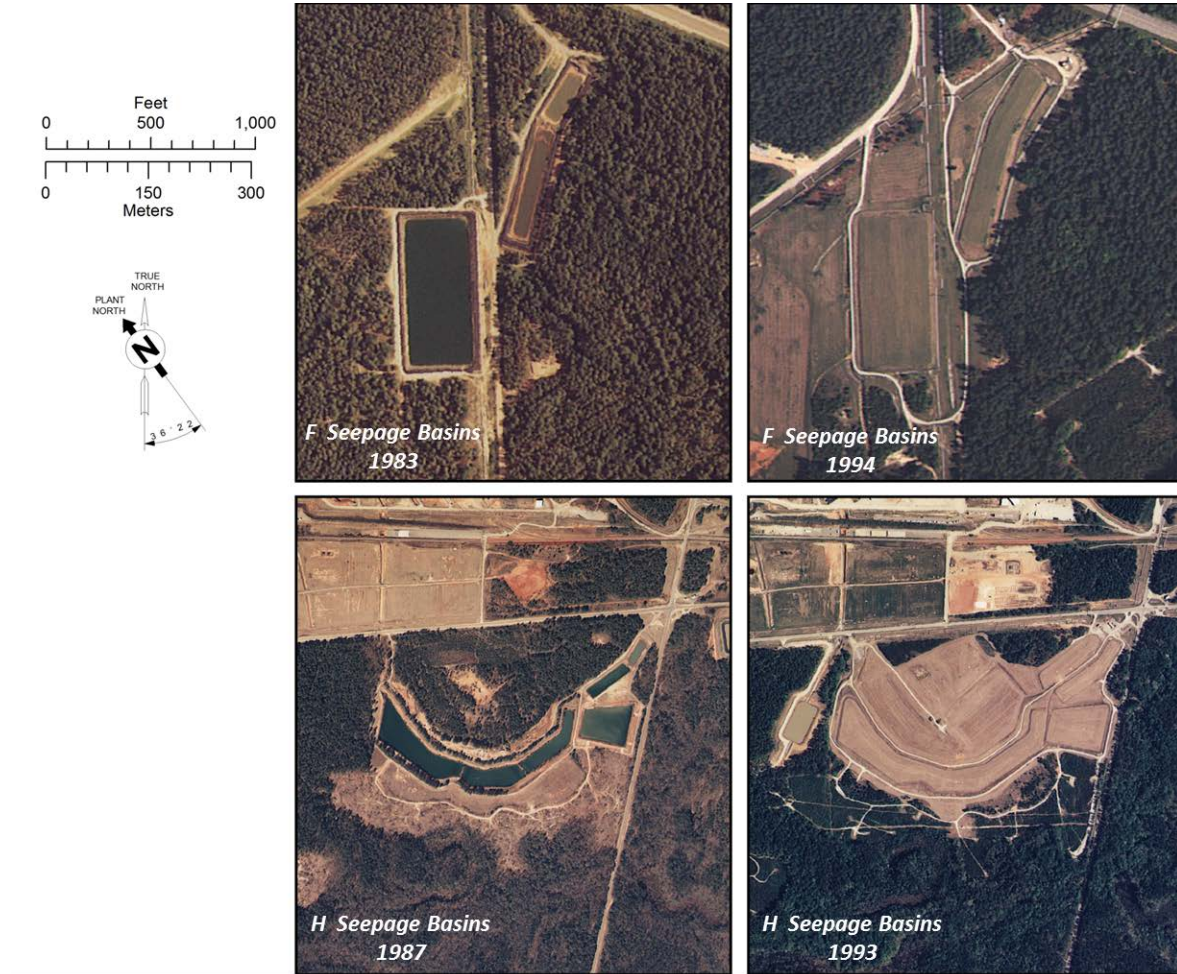 Feet
0 500 1,000
0 150 300
Meters
TRUE
NORTH
PLANT
NORTH
N
36°22'
F Seepage Basins
1983
F Seepage Basins
1994
H Seepage Basins
1987
H Seepage Basins
1993